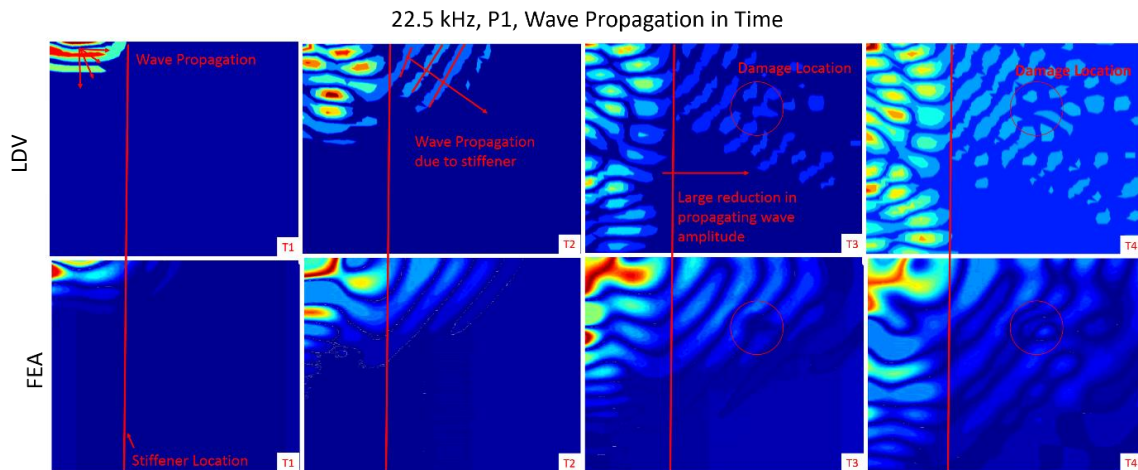 22.5 kHz, P1, Wave Propagation in Time
LDV
Wave Propagation
T1
Wave Propagation
due to stiffener
T2
Damage Location
Large reduction in
propagating wave
amplitude
T3
Damage Location
T4
FEA
Stiffener Location
T1
T2
T3
T4